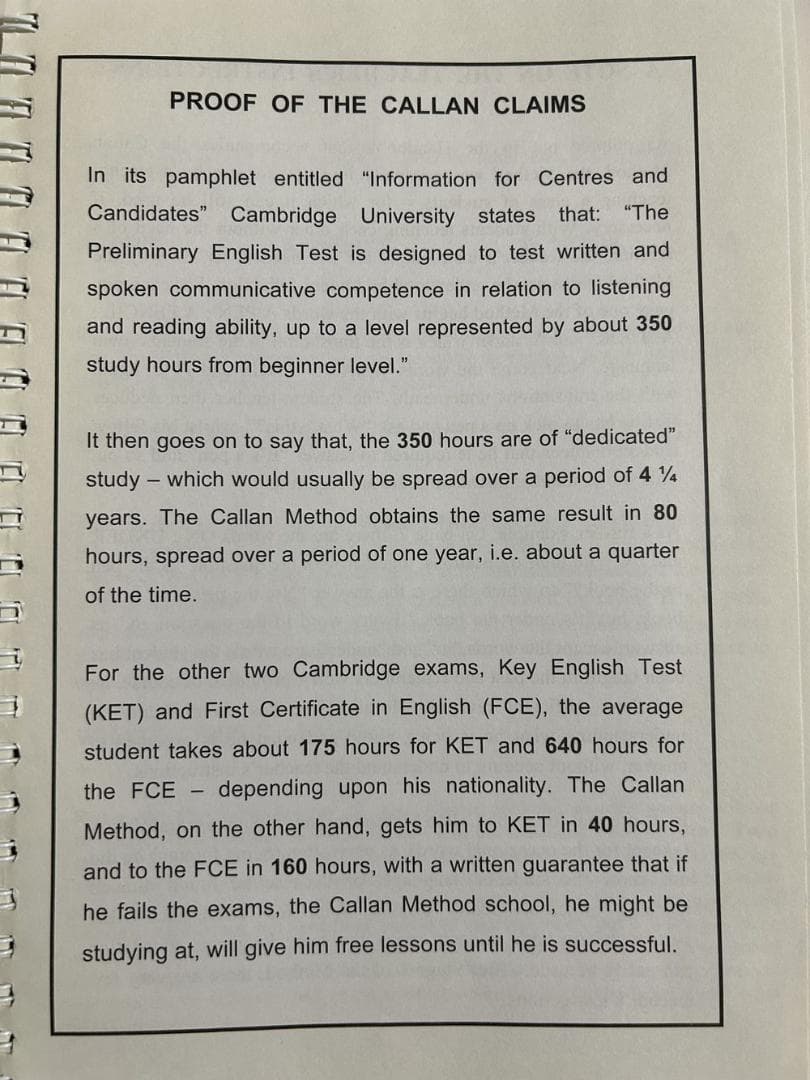 PROOF OF THE CALLAN CLAIMS
In its pamphlet entitled “Information for Centres and
Candidates” Cambridge University states that: “The
Preliminary English Test is designed to test written and
spoken communicative competence in relation to listening
and reading ability, up to a level represented by about 350
study hours from beginner level.”
It then goes on to say that, the 350 hours are of “dedicated”
study – which would usually be spread over a period of 4 ¼
years. The Callan Method obtains the same result in 80
hours, spread over a period of one year, i.e. about a quarter
of the time.
For the other two Cambridge exams, Key English Test
(KET) and First Certificate in English (FCE), the average
student takes about 175 hours for KET and 640 hours for
the FCE – depending upon his nationality. The Callan
Method, on the other hand, gets him to KET in 40 hours,
and to the FCE in 160 hours, with a written guarantee that if
he fails the exams, the Callan Method school, he might be
studying at, will give him free lessons until he is successful.